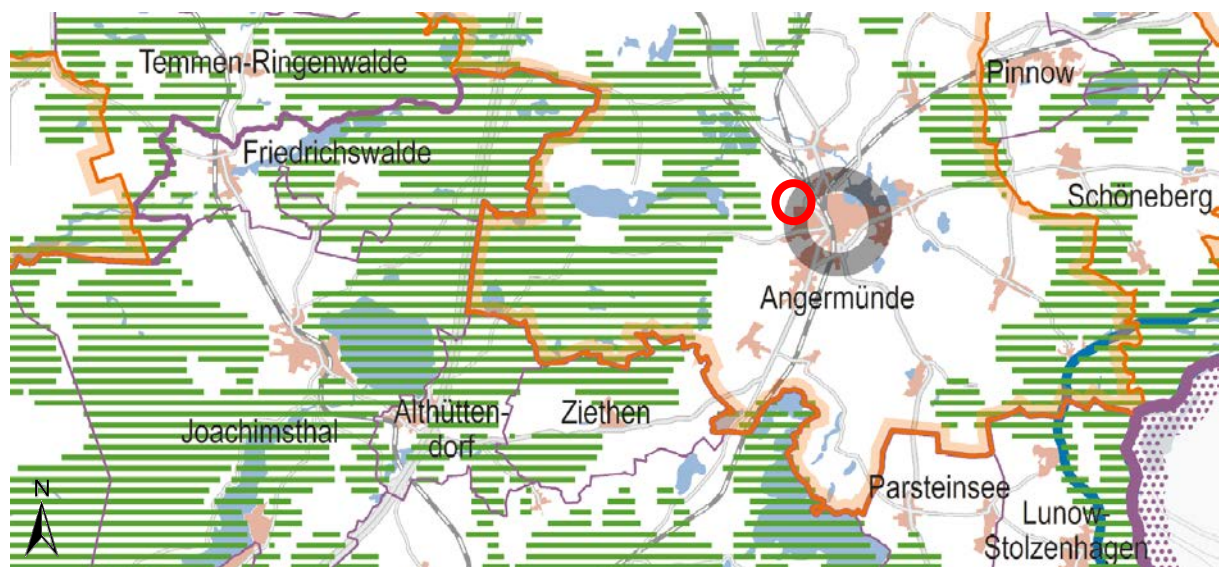 Temmen-Ringenwalde
Pinnow
Friedrichswalde
Schöneberg
Angermünde
Althütten-
dorf
Ziethen
Joachimsthal
Parsteinsee
Lunow-
Stolzenhagen
N